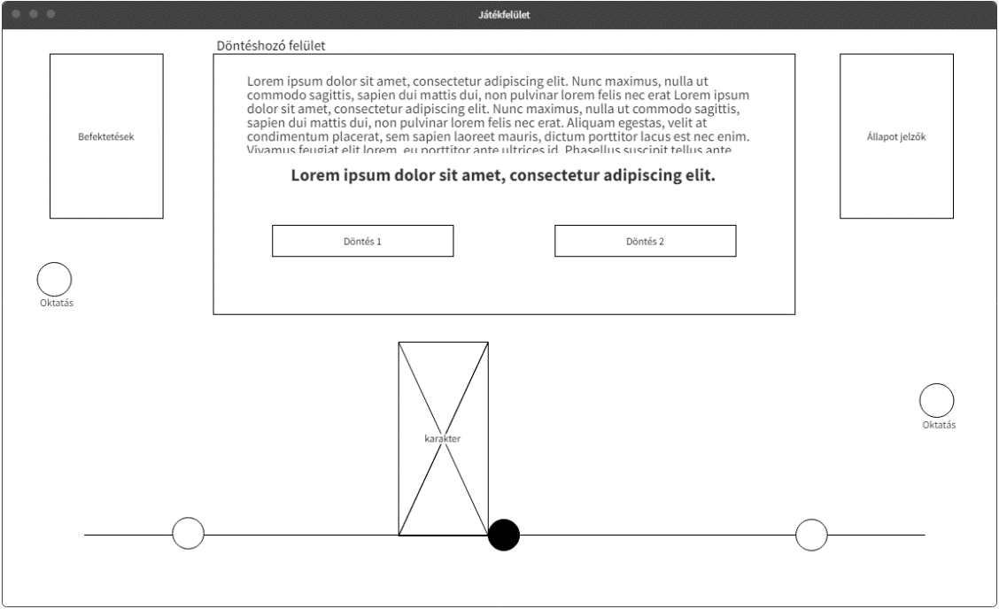 Játékfelület
Döntéshozó felület
Befektetések
Lorem ipsum dolor sit amet, consectetur adipiscing elit. Nunc maximus, nulla ut
commodo sagittis, sapien dui mattis dui, non pulvinar lorem felis nec erat Lorem ipsum
dolor sit amet, consectetur adipiscing elit. Nunc maximus, nulla ut commodo sagittis,
sapien dui mattis dui, non pulvinar lorem felis nec erat. Aliquam egestas, velit at
condimentum placerat, sem sapien laoreet mauris, dictum porttitor lacus est nec enim.
Vivamus feugiat elit lorem, eu porttitor ante ultrices id. Phasellus suscipit tellus ante
Állapot jelzők
Lorem ipsum dolor sit amet, consectetur adipiscing elit.
Döntés 1
Döntés 2
Oktatás
karakter
Oktatás